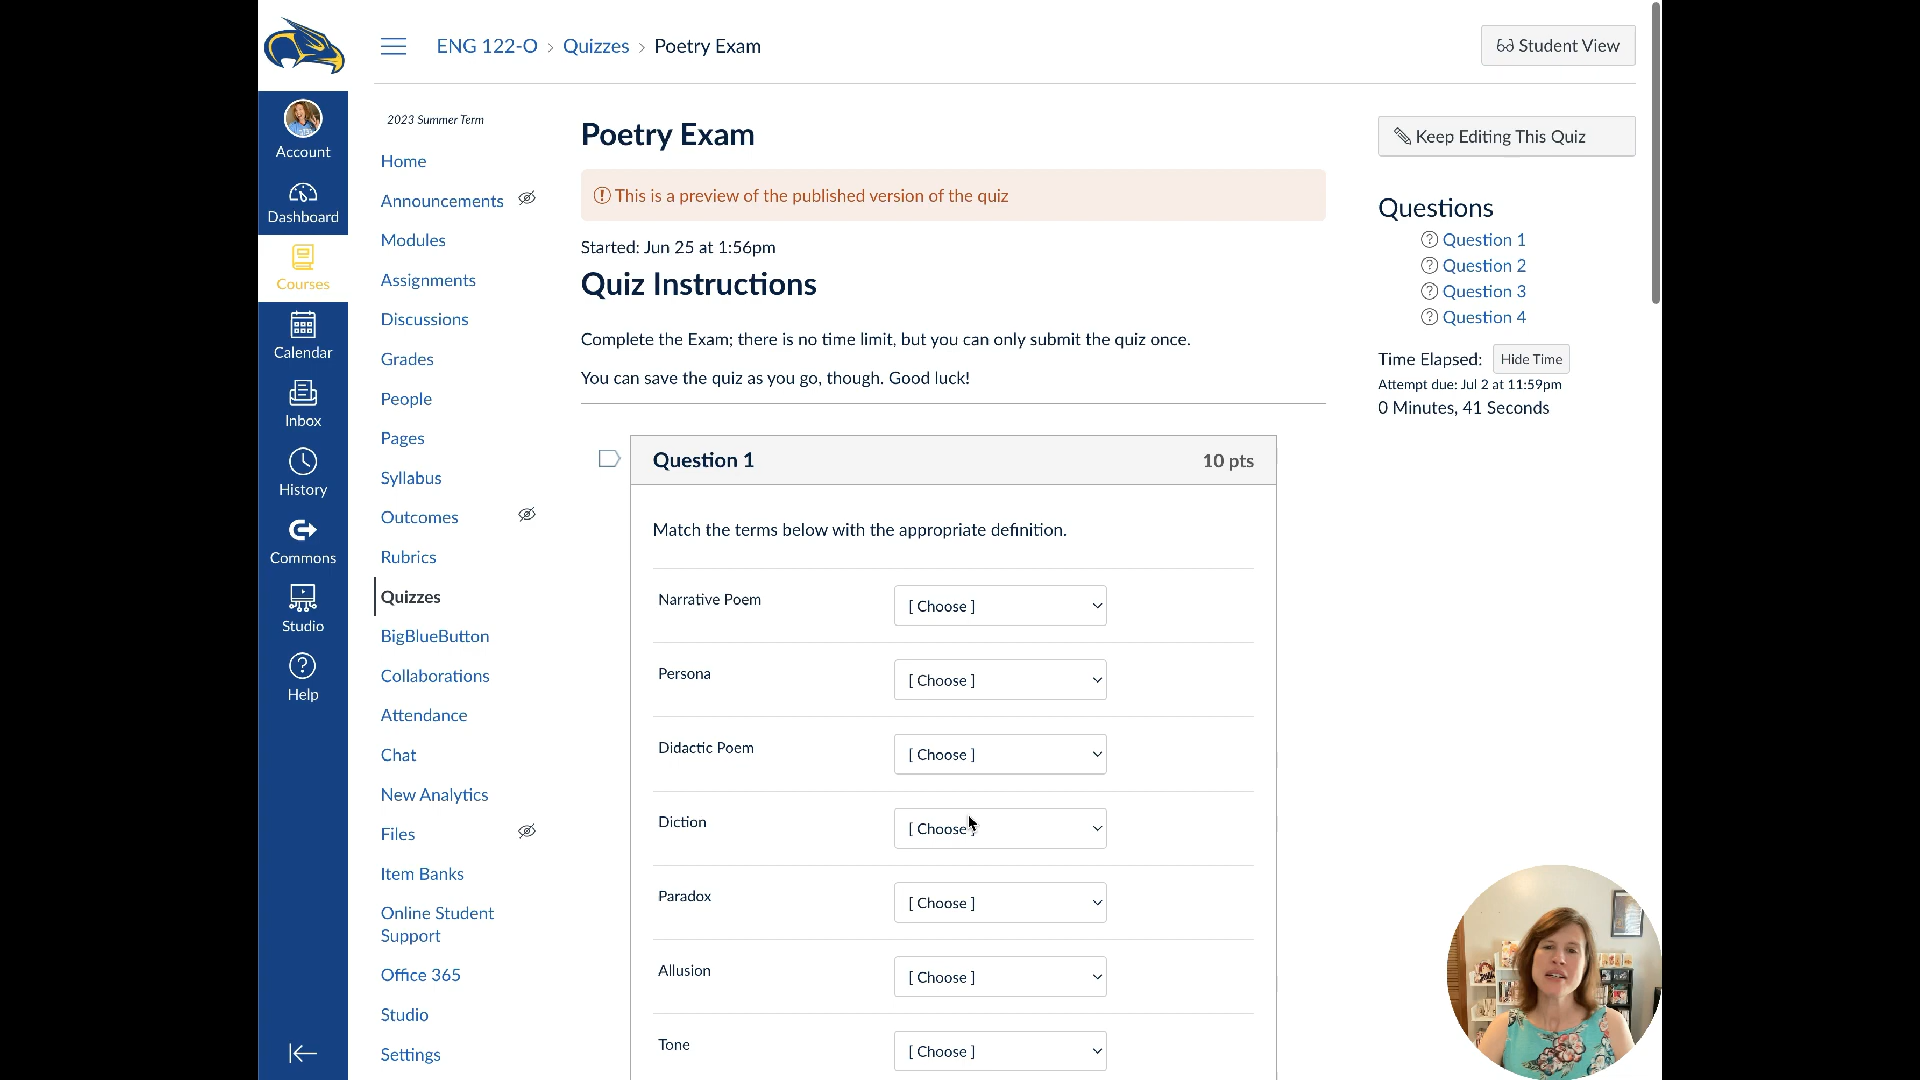 ENG 122-O › Quizzes › Poetry Exam
Student View
Account
Dashboard
Courses
Calendar
Inbox
History
Commons
Studio
Help
2023 Summer Term
Home
Announcements
Modules
Assignments
Discussions
Grades
People
Pages
Syllabus
Outcomes
Rubrics
Quizzes
BigBlueButton
Collaborations
Attendance
Chat
New Analytics
Files
Item Banks
Online Student
Support
Office 365
Studio
Settings
Poetry Exam
This is a preview of the published version of the quiz
Started: Jun 25 at 1:56pm
Quiz Instructions
Complete the Exam; there is no time limit, but you can only submit the quiz once.
You can save the quiz as you go, though. Good luck!
Question 1 10 pts
Match the terms below with the appropriate definition.
Narrative Poem [ Choose ]
Persona [ Choose ]
Didactic Poem [ Choose ]
Diction [ Choose ]
Paradox [ Choose ]
Allusion [ Choose ]
Tone [ Choose ]
Keep Editing This Quiz
Questions
Question 1
Question 2
Question 3
Question 4
Time Elapsed: Hide Time
Attempt due: Jul 2 at 11:59pm
0 Minutes, 41 Seconds